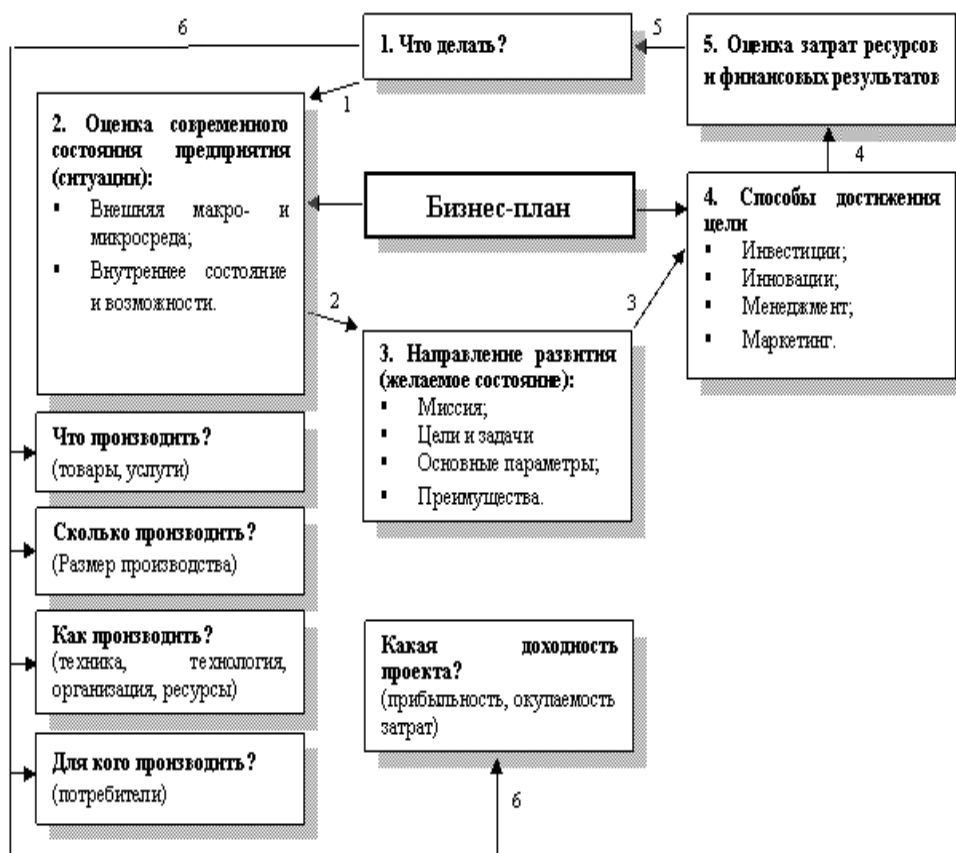 6
1. Что делать?
5
5. Оценка затрат ресурсов
и финансовых результатов
1
2. Оценка современного
состояния предприятия
(ситуации):
▪ Внешняя макро- и
микросреда;
▪ Внутреннее состояние
и возможности.
Бизнес-план
4
4. Способы достижения
цели
▪ Инвестиции;
▪ Инновации;
▪ Менеджмент;
▪ Маркетинг.
2
3
3. Направление развития
(желаемое состояние):
▪ Миссия;
▪ Цели и задачи
▪ Основные параметры;
▪ Преимущества.
Что производить?
(товары, услуги)
Сколько производить?
(Размер производства)
Как производить?
(техника, технология,
организация, ресурсы)
Для кого производить?
(потребители)
Какая доходность
проекта?
(прибыльность, окупаемость
затрат)
6